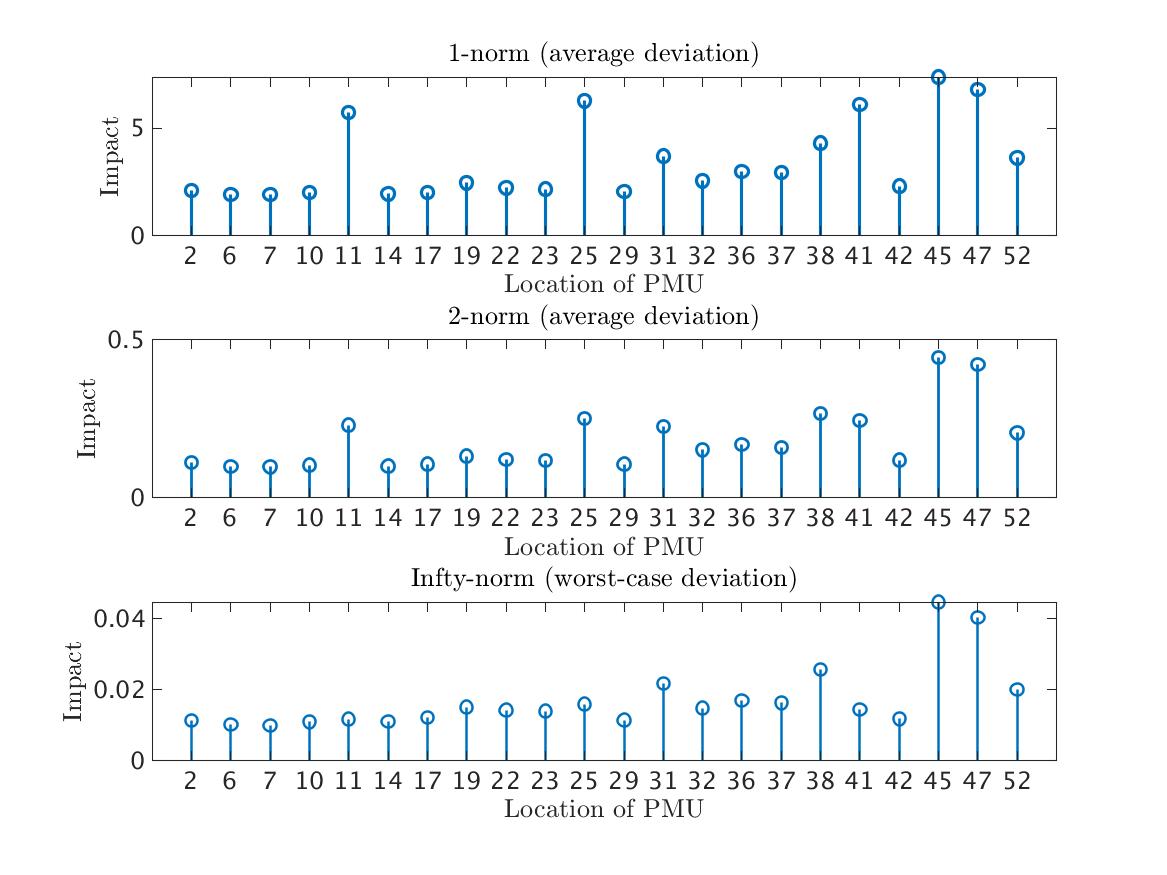 1-norm (average deviation)
Impact
5
0
2 6 7 10 11 14 17 19 22 23 25 29 31 32 36 37 38 41 42 45 47 52
Location of PMU
2-norm (average deviation)
Impact
0.5
0
2 6 7 10 11 14 17 19 22 23 25 29 31 32 36 37 38 41 42 45 47 52
Location of PMU
Infty-norm (worst-case deviation)
Impact
0.04
0.02
0
2 6 7 10 11 14 17 19 22 23 25 29 31 32 36 37 38 41 42 45 47 52
Location of PMU